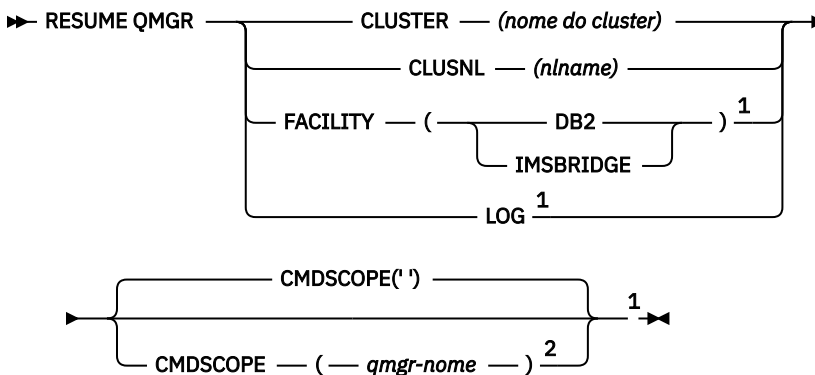 RESUME QMGR CLUSTER (nome do cluster)
CLUSNL (nlname)
FACILITY ( DB2 ) 1
IMSBRIDGE
LOG 1
CMDSCOPE(' ')
1
CMDSCOPE ( qmgr-nome ) 2